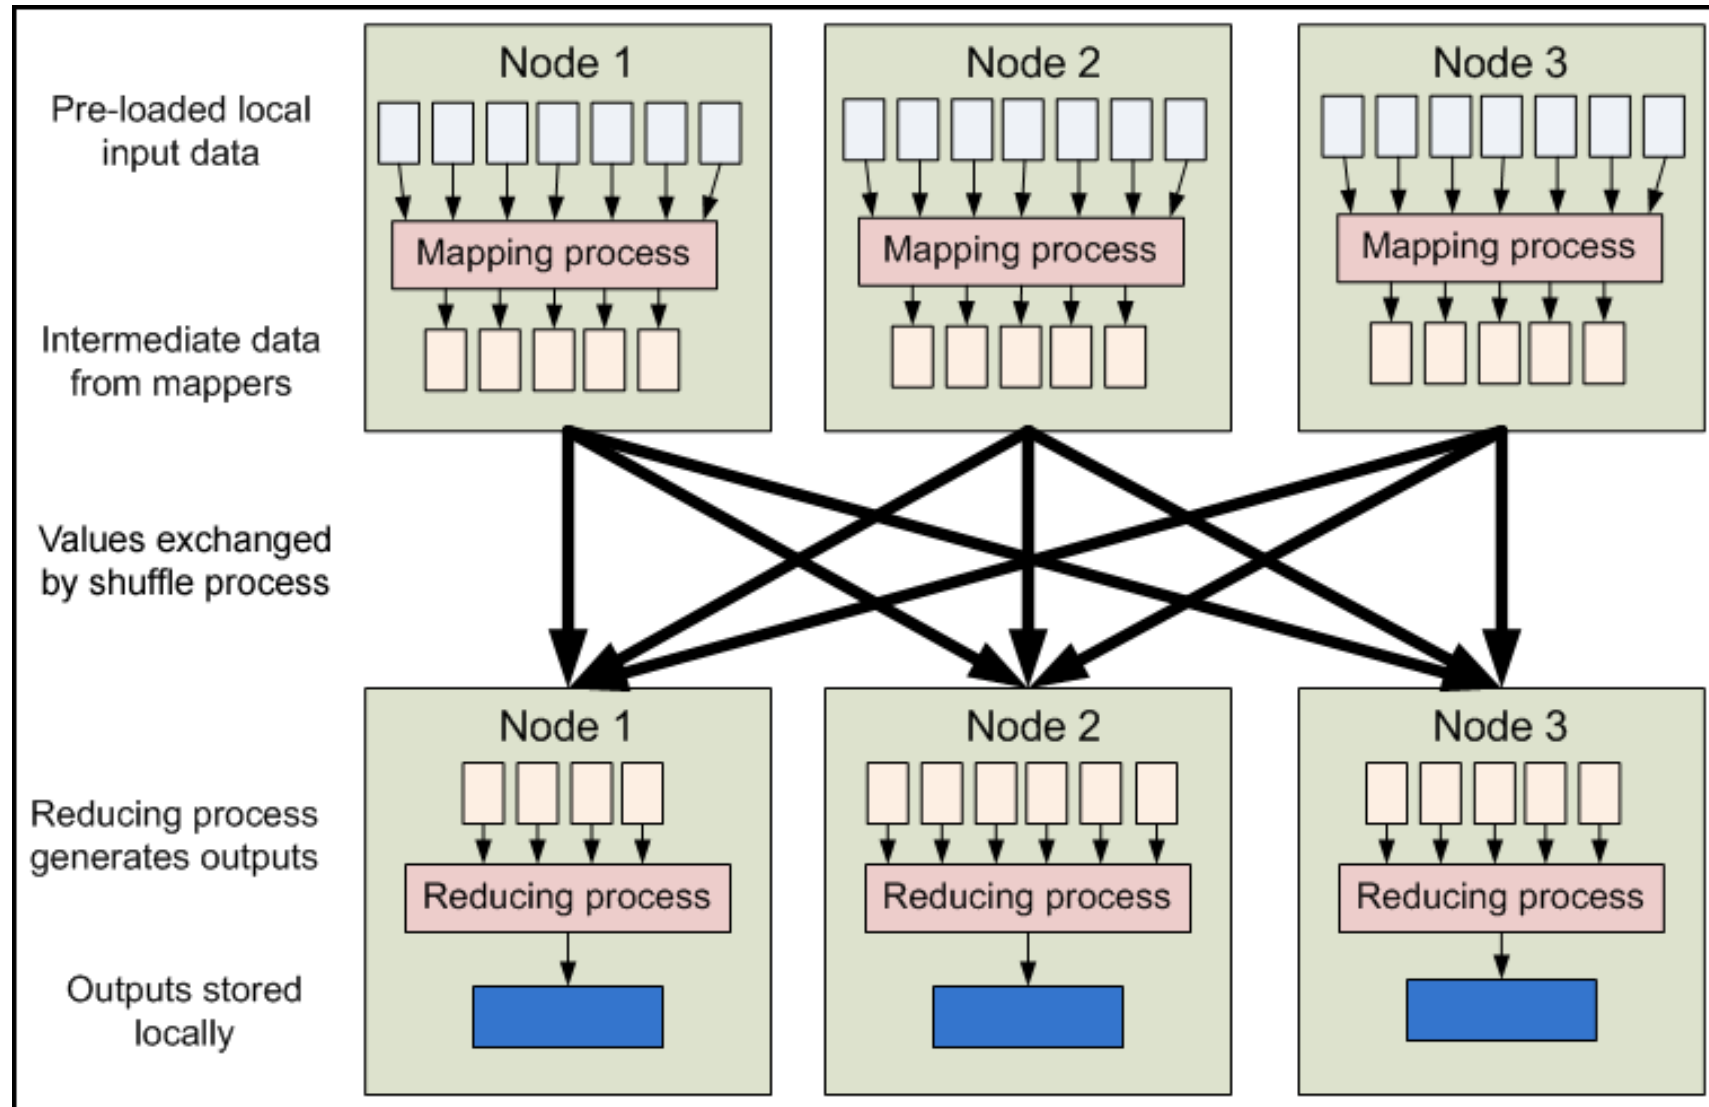 Node 1
Node 2
Node 3
Pre-loaded local
input data
Mapping process
Mapping process
Mapping process
Intermediate data
from mappers
Values exchanged
by shuffle process
Node 1
Node 2
Node 3
Reducing process
generates outputs
Reducing process
Reducing process
Reducing process
Outputs stored
locally